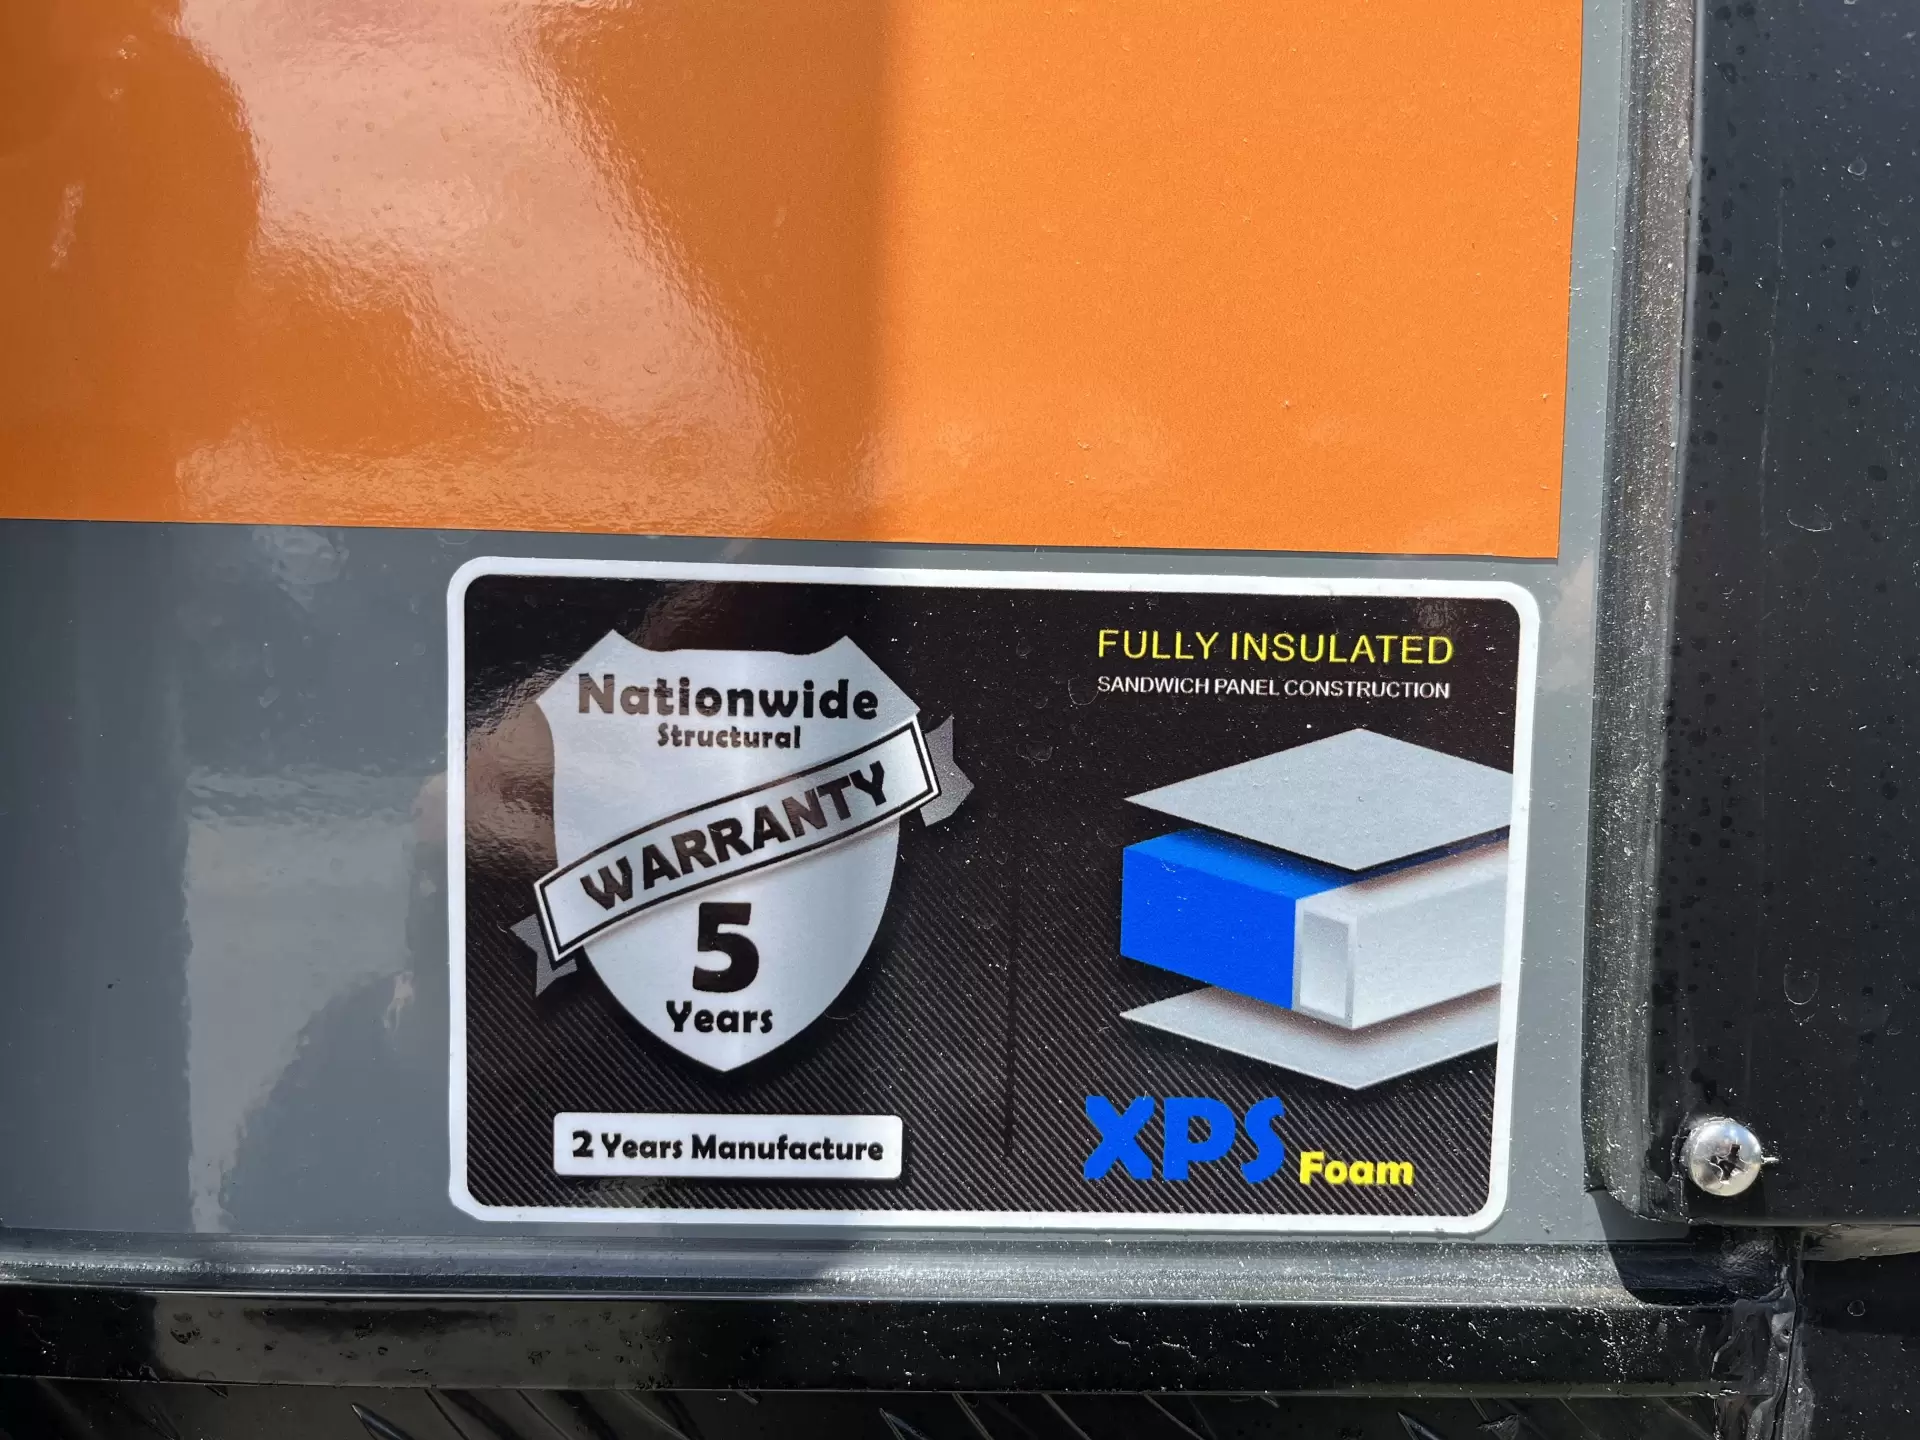 Nationwide
Structural
WARRANTY
5
Years
2 Years Manufacture
FULLY INSULATED
SANDWICH PANEL CONSTRUCTION
XPS Foam